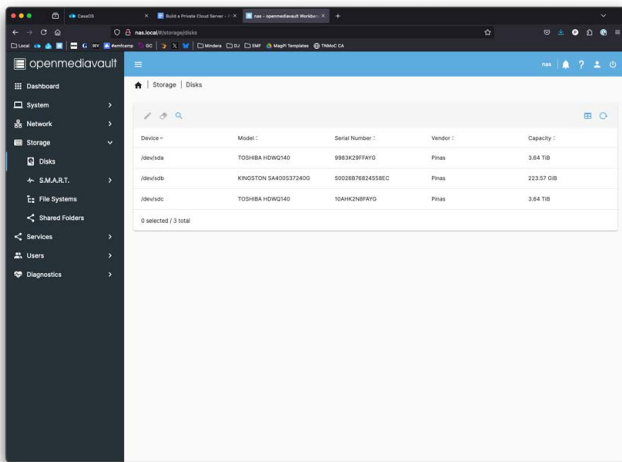 CasaOS
Build a Private Cloud Server - 
nas - openmediavault Workben
nas.local/#/storage/disks
Local
G
emfcamp
GC
X
Mindera
EU
EMF
MagPi Templates
TNMoC CA
openmediavault
nas
Dashboard
System
Network
Storage
Disks
S.M.A.R.T.
File Systems
Shared Folders
Services
Users
Diagnostics
Storage | Disks
Device Model Serial Number Vendor Capacity
/dev/sda TOSHIBA HDWQ140 9983K29FFAYG Pinas 3.64 TiB
/dev/sdb KINGSTON SA400S37240G 50026B76824558EC Pinas 223.57 GiB
/dev/sdc TOSHIBA HDWQ140 10AHK2N8FAYG Pinas 3.64 TiB
0 selected / 3 total